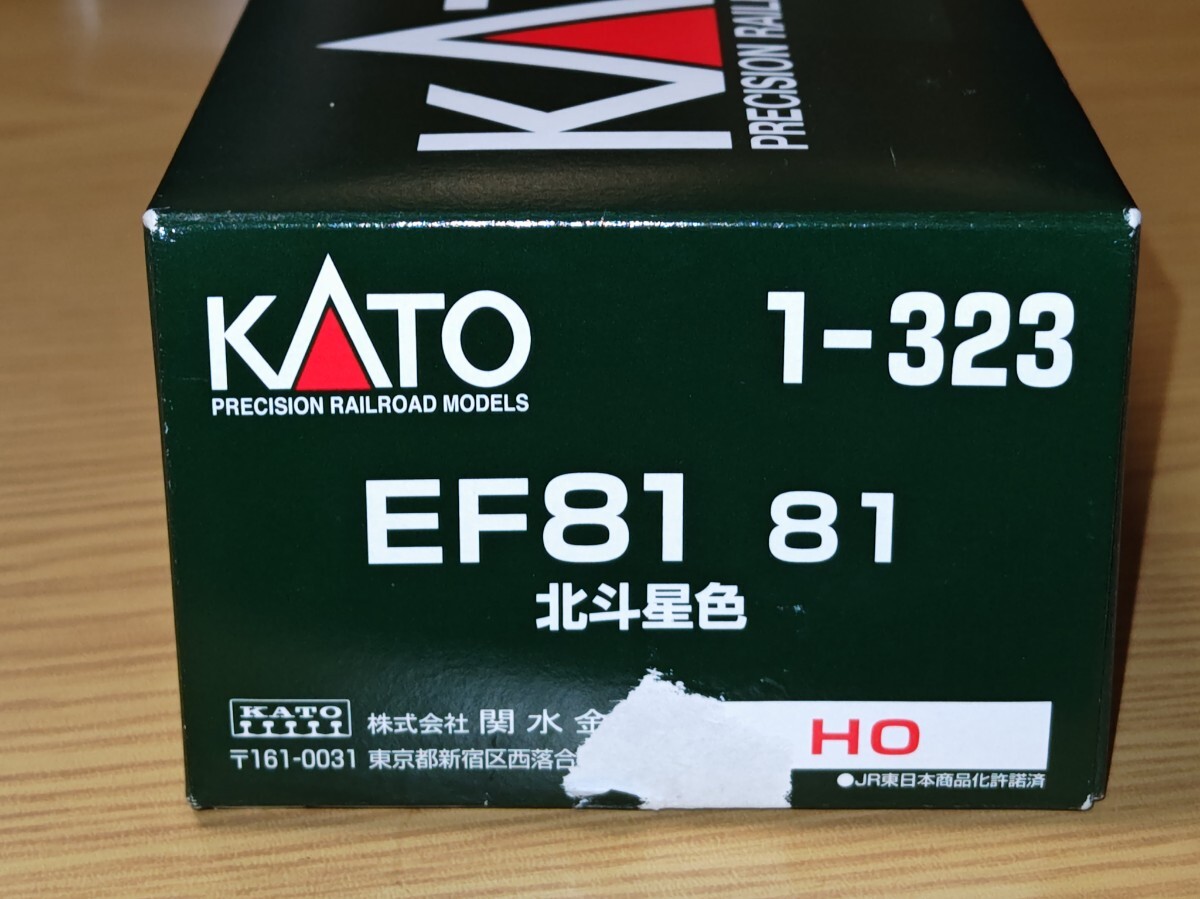 KAT
PRECISION RAILR
KATO
PRECISION RAILROAD MODELS
1-323
EF81 81
北斗星色
KATO
株式会社 関水金
〒161-0031 東京都新宿区西落合
HO
●JR東日本商品化許諾済